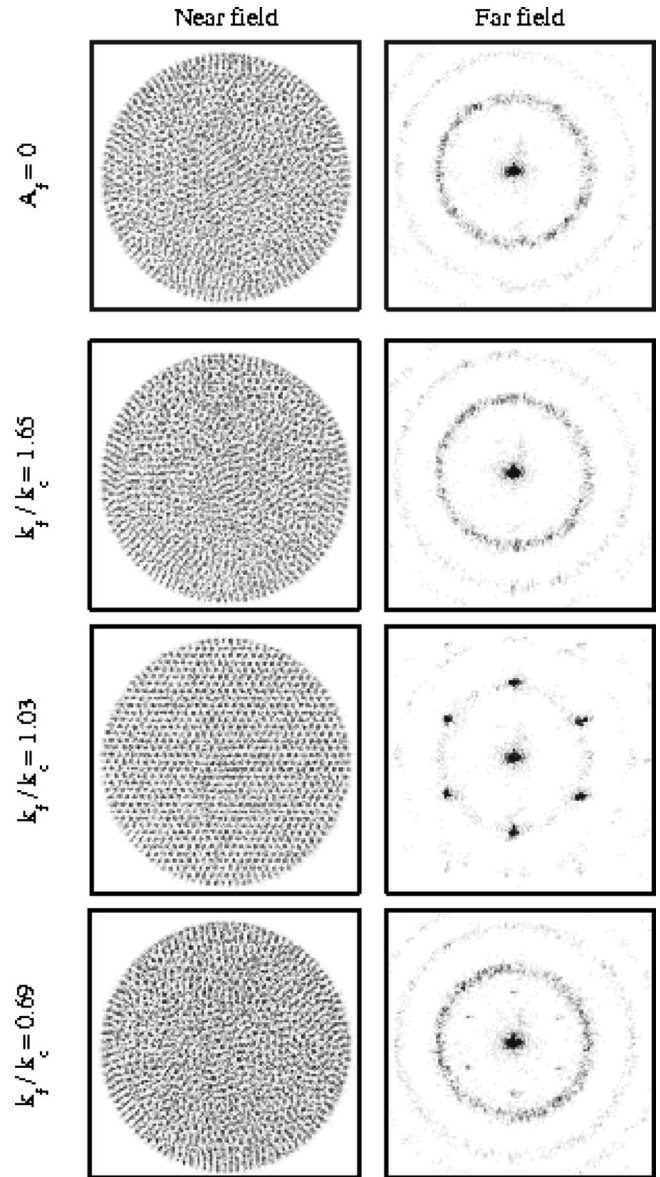 Near field
Far field
A_f = 0
k_f / k_c = 1.65
k_f / k_c = 1.03
k_f / k_c = 0.69